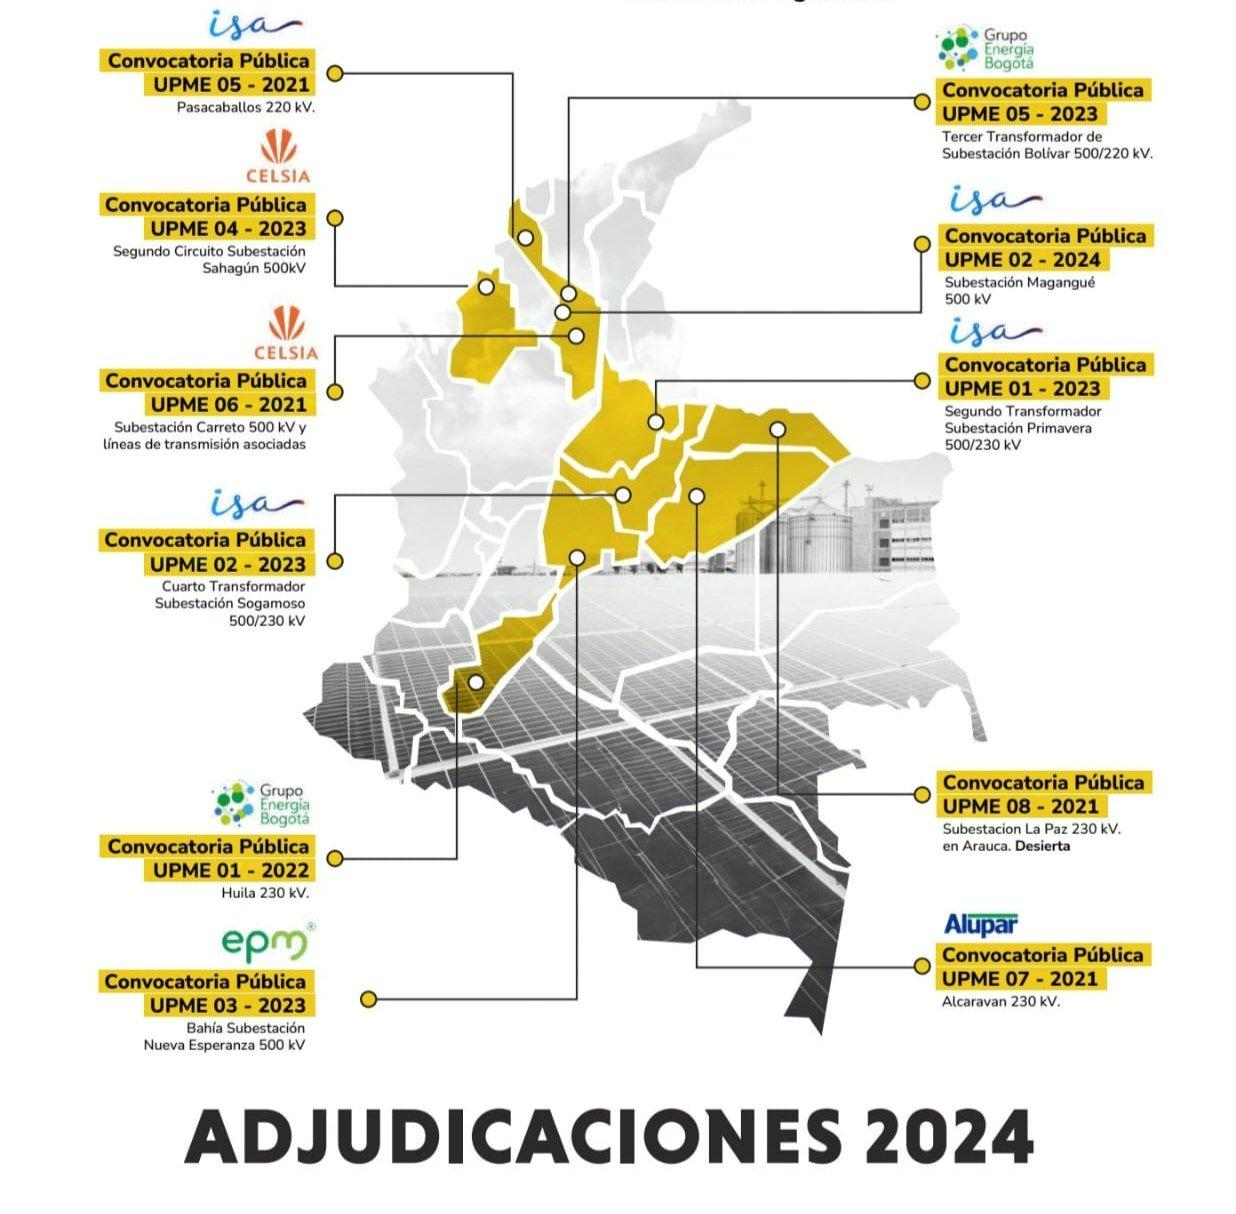 isa
Convocatoria Pública
UPME 05 - 2021
Pasacaballos 220 kV.
CELSIA
Convocatoria Pública
UPME 04 - 2023
Segundo Circuito Subestación
Sahagún 500kV
CELSIA
Convocatoria Pública
UPME 06 - 2021
Subestación Carreto 500 kV y
líneas de transmisión asociadas
isa
Convocatoria Pública
UPME 02 - 2023
Cuarto Transformador
Subestación Sogamoso
500/230 kV
Grupo
Energía
Bogotá
Convocatoria Pública
UPME 01 - 2022
Huila 230 kV.
epm®
Convocatoria Pública
UPME 03 - 2023
Bahía Subestación
Nueva Esperanza 500 kV
Grupo
Energía
Bogotá
Convocatoria Pública
UPME 05 - 2023
Tercer Transformador de
Subestación Bolívar 500/220 kV.
isa
Convocatoria Pública
UPME 02 - 2024
Subestación Magangué
500 kV
isa
Convocatoria Pública
UPME 01 - 2023
Segundo Transformador
Subestación Primavera
500/230 kV
Convocatoria Pública
UPME 08 - 2021
Subestacion La Paz 230 kV.
en Arauca. Desierta
Alupar
Convocatoria Pública
UPME 07 - 2021
Alcaravan 230 kV.
ADJUDICACIONES 2024